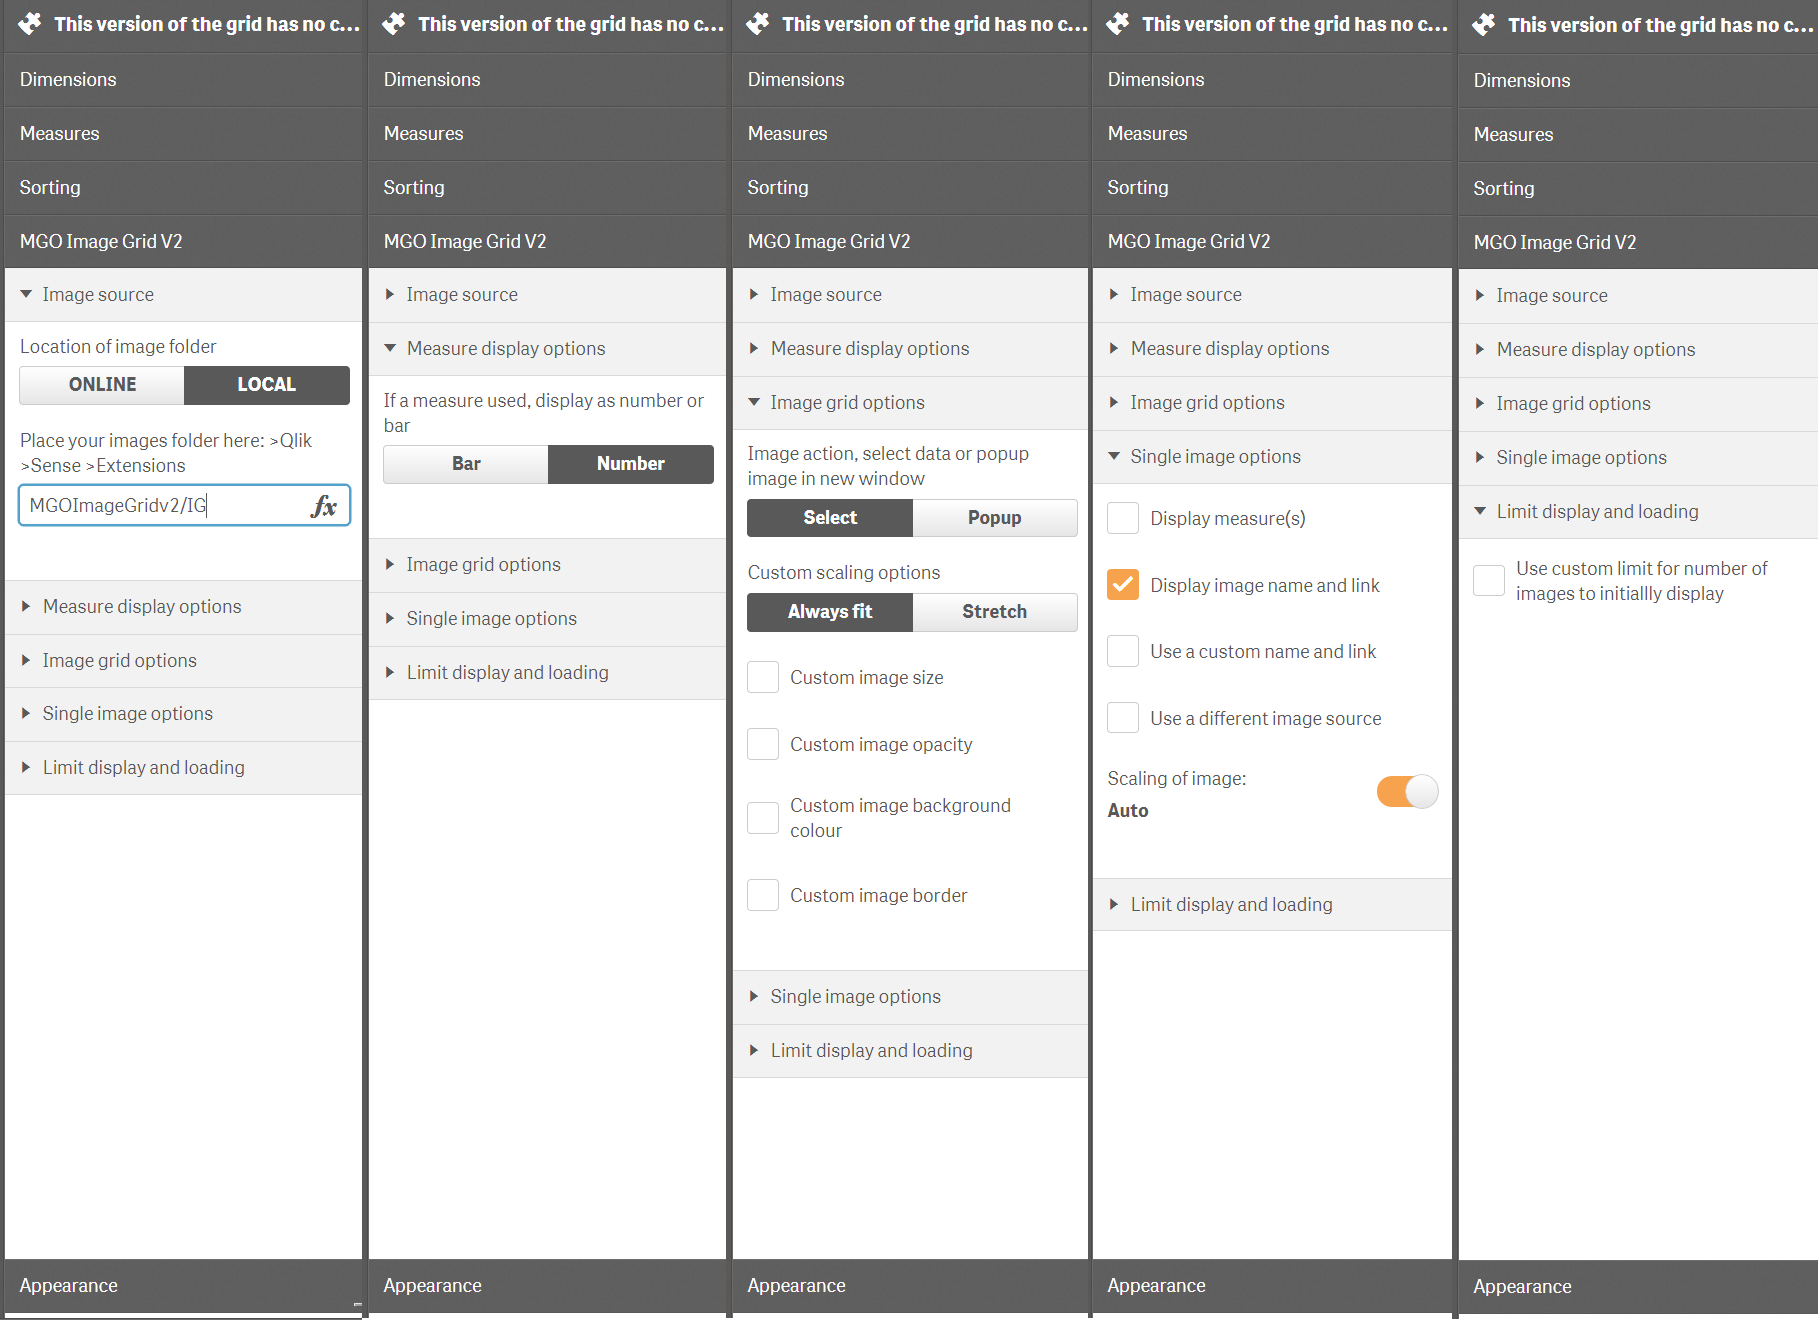 This version of the grid has no c...
Dimensions
Measures
Sorting
MGO Image Grid V2
Image source
Location of image folder
ONLINE LOCAL
Place your images folder here: >Qlik
>Sense >Extensions
MGOImageGridv2/IG fx
Measure display options
Image grid options
Single image options
Limit display and loading
Appearance
This version of the grid has no c...
Dimensions
Measures
Sorting
MGO Image Grid V2
Image source
Measure display options
If a measure used, display as number or
bar
Bar Number
Image grid options
Single image options
Limit display and loading
Appearance
This version of the grid has no c...
Dimensions
Measures
Sorting
MGO Image Grid V2
Image source
Measure display options
Image grid options
Image action, select data or popup
image in new window
Select Popup
Custom scaling options
Always fit Stretch
Custom image size
Custom image opacity
Custom image background
colour
Custom image border
Single image options
Limit display and loading
Appearance
This version of the grid has no c...
Dimensions
Measures
Sorting
MGO Image Grid V2
Image source
Measure display options
Image grid options
Single image options
Display measure(s)
Display image name and link
Use a custom name and link
Use a different image source
Scaling of image:
Auto
Limit display and loading
Appearance
This version of the grid has no c...
Dimensions
Measures
Sorting
MGO Image Grid V2
Image source
Measure display options
Image grid options
Single image options
Limit display and loading
Use custom limit for number of
images to initiallly display
Appearance